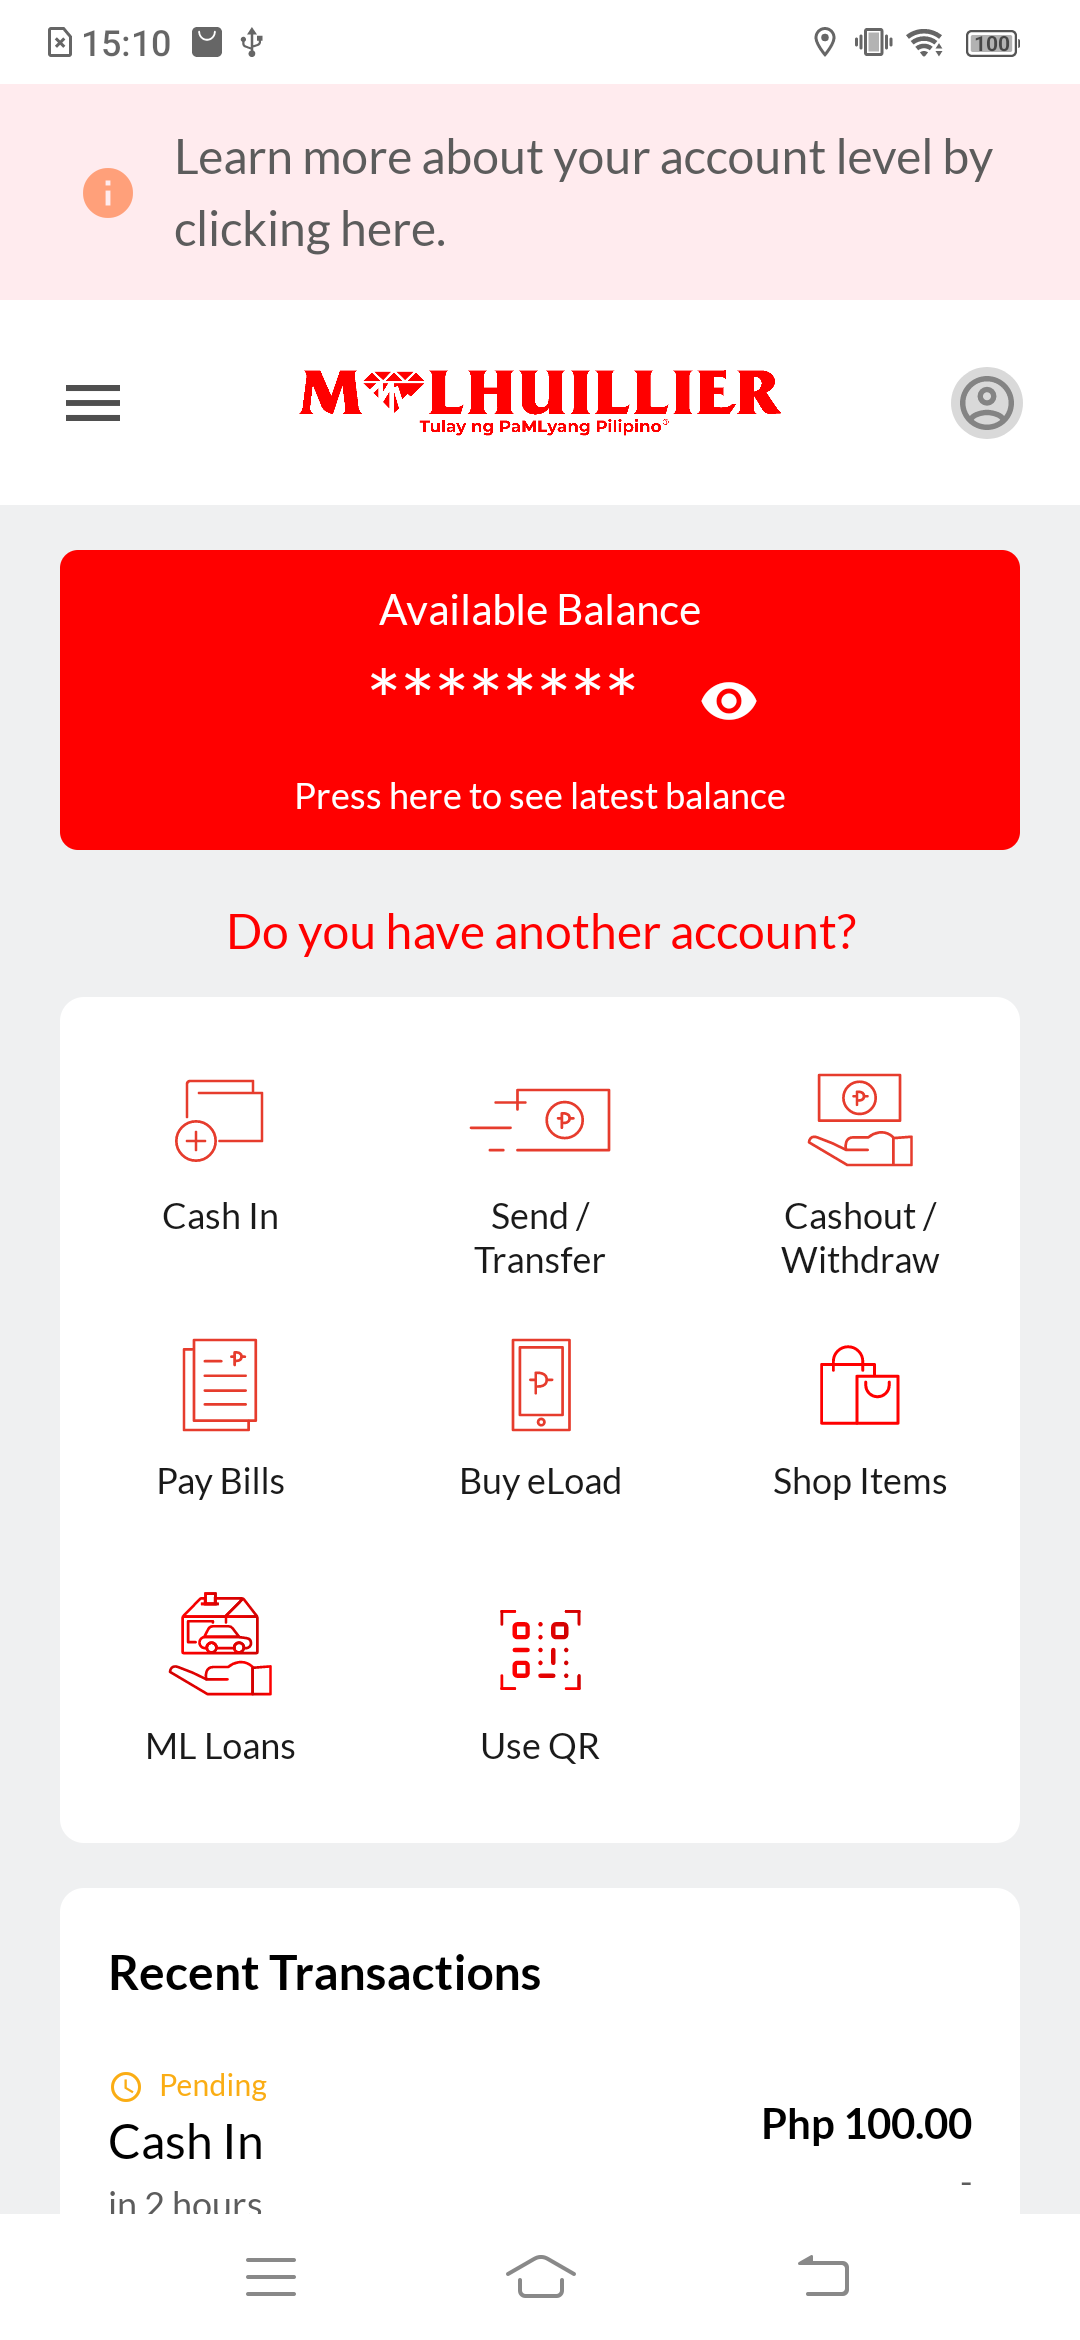 15:10
100
Learn more about your account level by
clicking here.
M LHUILLIER
Tulay ng PaMLyang Pilipino®
Available Balance
********
Press here to see latest balance
Do you have another account?
Cash In
Send /
Transfer
Cashout /
Withdraw
Pay Bills
Buy eLoad
Shop Items
ML Loans
Use QR
Recent Transactions
Pending
Cash In
Php 100.00
-
in 2 hours